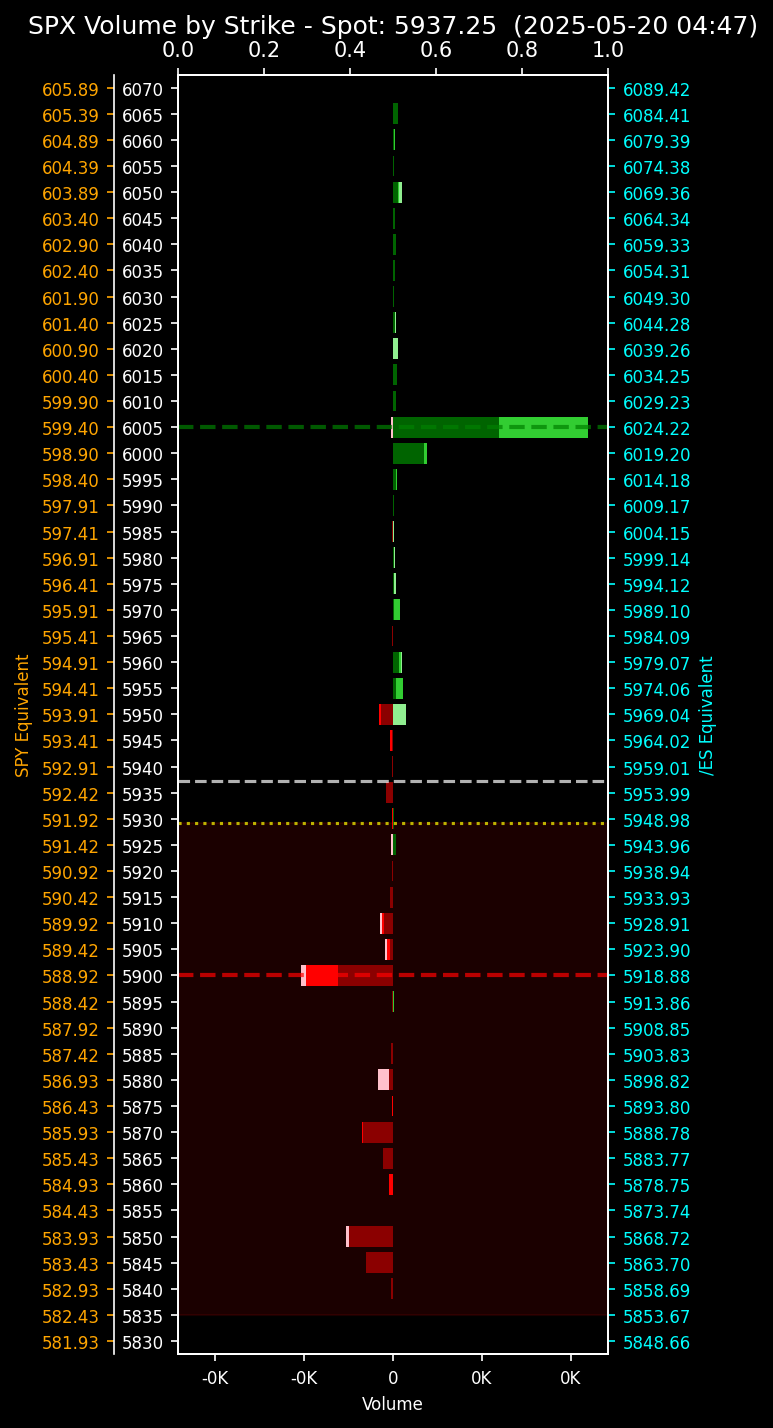 SPX Volume by Strike - Spot: 5937.25 (2025-05-20 04:47)
0.0 0.2 0.4 0.6 0.8 1.0
605.89 6070 6089.42
605.39 6065 6084.41
604.89 6060 6079.39
604.39 6055 6074.38
603.89 6050 6069.36
603.40 6045 6064.34
602.90 6040 6059.33
602.40 6035 6054.31
601.90 6030 6049.30
601.40 6025 6044.28
600.90 6020 6039.26
600.40 6015 6034.25
599.90 6010 6029.23
599.40 6005 6024.22
598.90 6000 6019.20
598.40 5995 6014.18
597.91 5990 6009.17
597.41 5985 6004.15
596.91 5980 5999.14
596.41 5975 5994.12
595.91 5970 5989.10
595.41 5965 5984.09
594.91 5960 5979.07
594.41 5955 5974.06
593.91 5950 5969.04
593.41 5945 5964.02
592.91 5940 5959.01
592.42 5935 5953.99
591.92 5930 5948.98
591.42 5925 5943.96
590.92 5920 5938.94
590.42 5915 5933.93
589.92 5910 5928.91
589.42 5905 5923.90
588.92 5900 5918.88
588.42 5895 5913.86
587.92 5890 5908.85
587.42 5885 5903.83
586.93 5880 5898.82
586.43 5875 5893.80
585.93 5870 5888.78
585.43 5865 5883.77
584.93 5860 5878.75
584.43 5855 5873.74
583.93 5850 5868.72
583.43 5845 5863.70
582.93 5840 5858.69
582.43 5835 5853.67
581.93 5830 5848.66
SPY Equivalent
/ES Equivalent
-0K -0K 0 0K 0K
Volume